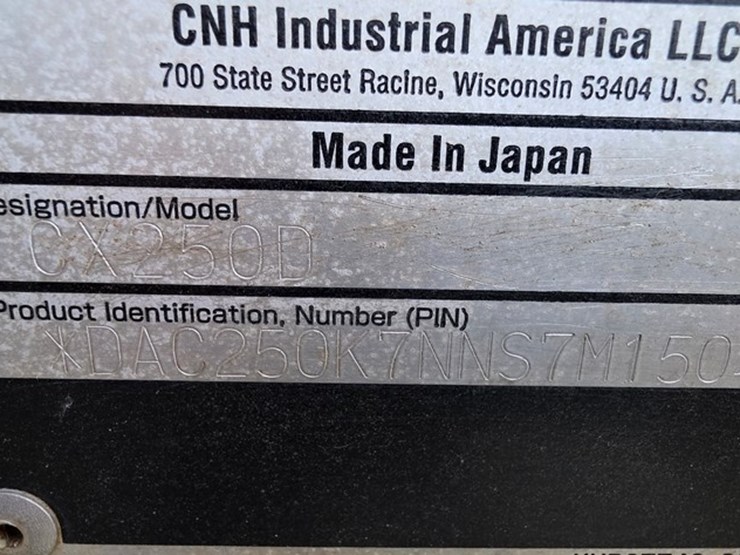 CNH Industrial America LLC
700 State Street Racine, Wisconsin 53404 U. S. A.
Made In Japan
esignation/Model
CX250D
Product Identification, Number (PIN)
*DAC250K7NNS7M150